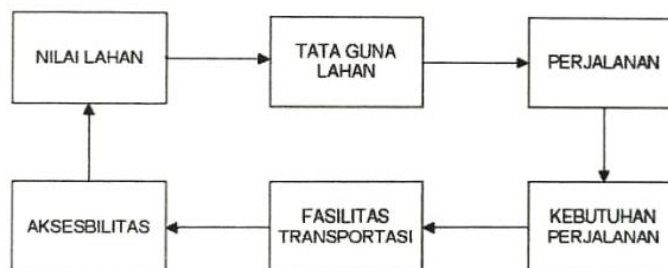 NILAI LAHAN
TATA GUNA
LAHAN
PERJALANAN
AKSESBILITAS
FASILITAS
TRANSPORTASI
KEBUTUHAN
PERJALANAN